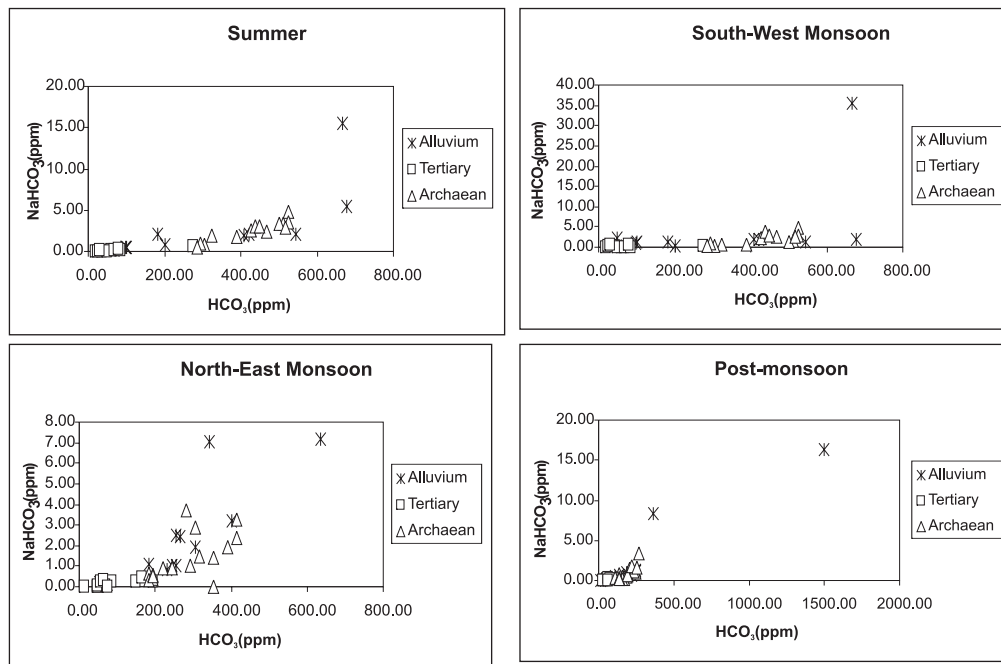 Summer
20.00
15.00
10.00
5.00
0.00
NaHCO3(ppm)
0.00 200.00 400.00 600.00 800.00
HCO3(ppm)
Alluvium
Tertiary
Archaean
South-West Monsoon
40.00
35.00
30.00
25.00
20.00
15.00
10.00
5.00
0.00
NaHCO3(ppm)
0.00 200.00 400.00 600.00 800.00
HCO3(ppm)
Alluvium
Tertiary
Archaean
North-East Monsoon
8.00
7.00
6.00
5.00
4.00
3.00
2.00
1.00
0.00
NaHCO3(ppm)
0.00 200.00 400.00 600.00 800.00
HCO3(ppm)
Alluvium
Tertiary
Archaean
Post-monsoon
20.00
15.00
10.00
5.00
0.00
NaHCO3(ppm)
0.00 500.00 1000.00 1500.00 2000.00
HCO3(ppm)
Alluvium
Tertiary
Archaean